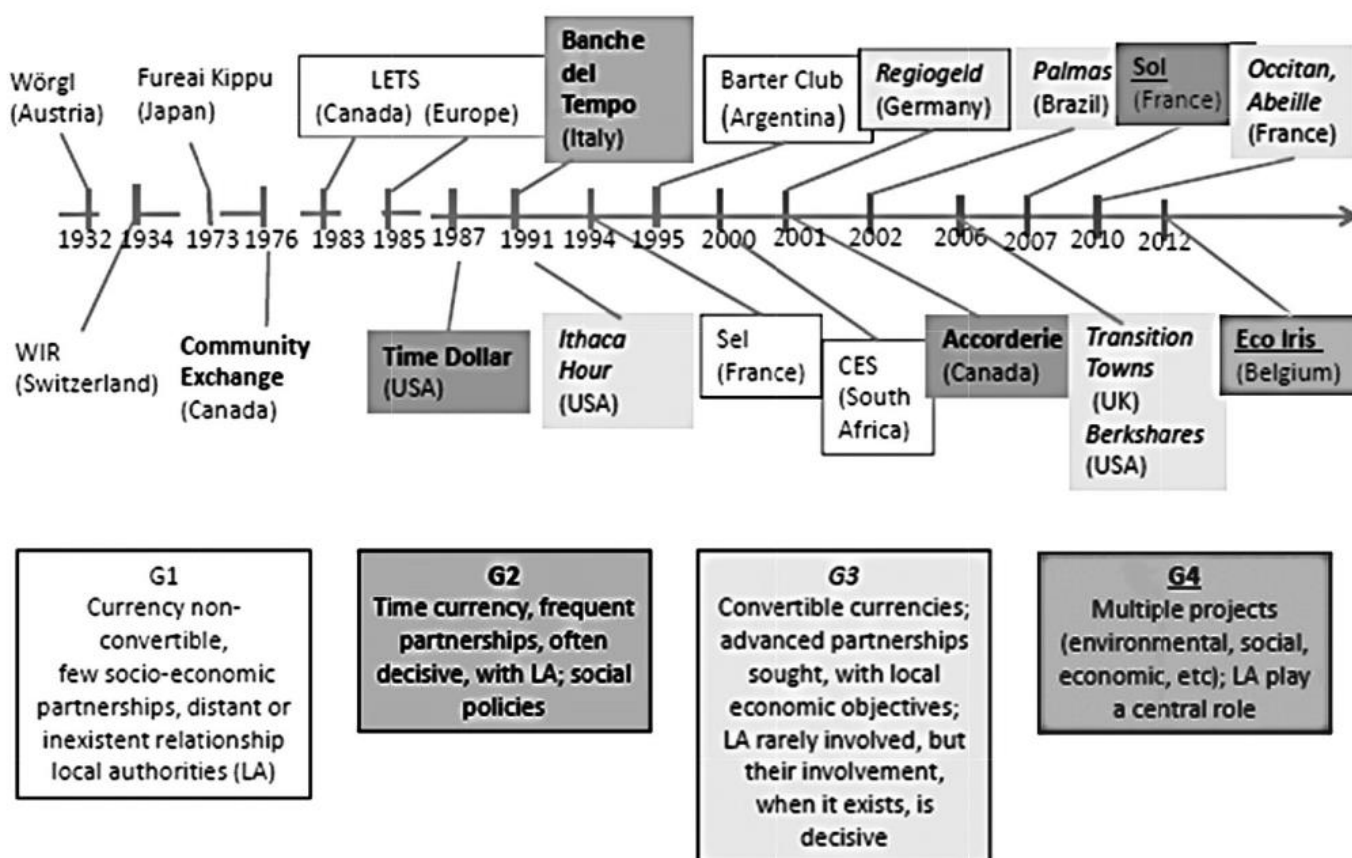 Wörgl
(Austria)
Fureai Kippu
(Japan)
LETS
(Canada) (Europe)
Banche
del
Tempo
(Italy)
Barter Club
(Argentina)
Regiogeld
(Germany)
Palmas
(Brazil)
Sol
(France)
Occitan,
Abeille
(France)
1932
1934
1973
1976
1983
1985
1987
1991
1994
1995
2000
2001
2002
2006
2007
2010
2012
WIR
(Switzerland)
Community
Exchange
(Canada)
Time Dollar
(USA)
Ithaca
Hour
(USA)
Sel
(France)
CES
(South
Africa)
Accorderie
(Canada)
Transition
Towns
(UK)
Berkshares
(USA)
Eco Iris
(Belgium)
G1
Currency non-
convertible,
few socio-economic
partnerships, distant or
inexistent relationship
local authorities (LA)
G2
Time currency, frequent
partnerships, often
decisive, with LA; social
policies
G3
Convertible currencies;
advanced partnerships
sought, with local
economic objectives;
LA rarely involved, but
their involvement,
when it exists, is
decisive
G4
Multiple projects
(environmental, social,
economic, etc); LA play
a central role